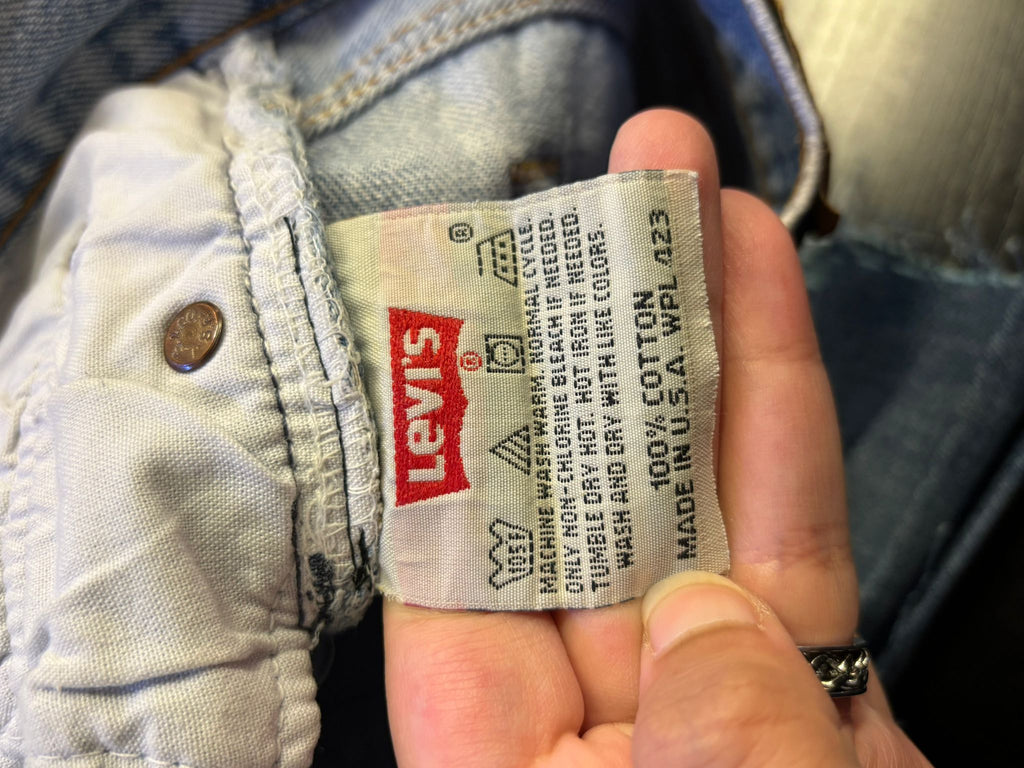 Levi's®
®
105
MACHINE WASH WARM, NORMAL CYCLE.
ONLY NON-CHLORINE BLEACH IF NEEDED.
TUMBLE DRY HOT. HOT IRON IF NEEDED.
WASH AND DRY WITH LIKE COLORS.
100% COTTON
MADE IN U.S.A. WPL 423